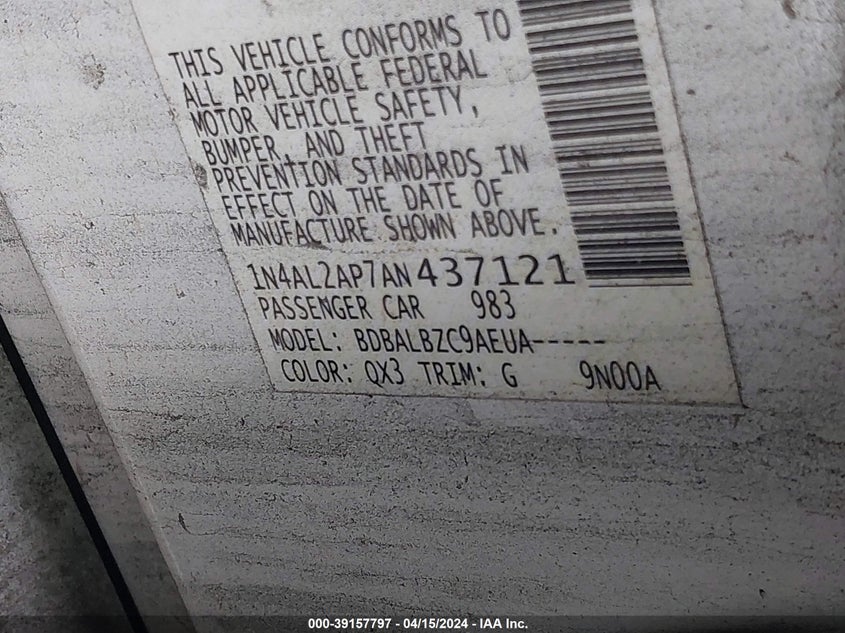 THIS VEHICLE CONFORMS TO
ALL APPLICABLE FEDERAL
MOTOR VEHICLE SAFETY,
BUMPER, AND THEFT
PREVENTION STANDARDS IN
EFFECT ON THE DATE OF
MANUFACTURE SHOWN ABOVE.
1N4AL2AP7AN437121
PASSENGER CAR 983
MODEL: BDBALBZC9AEUA-----
COLOR: QX3 TRIM: G 9N00A
000-39157797 - 04/15/2024 - IAA Inc.